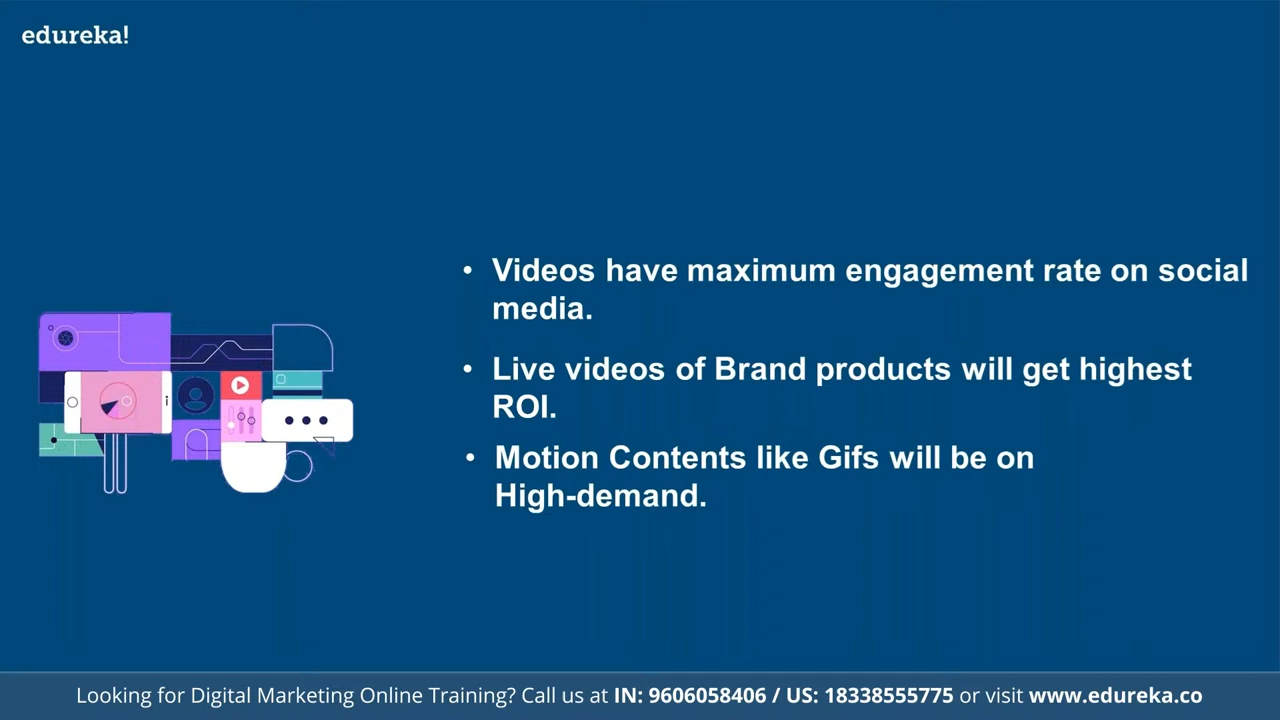 edureka!
• Videos have maximum engagement rate on social
media.
• Live videos of Brand products will get highest
ROI.
• Motion Contents like Gifs will be on
High-demand.
Looking for Digital Marketing Online Training? Call us at IN: 9606058406 / US: 18338555775 or visit www.edureka.co